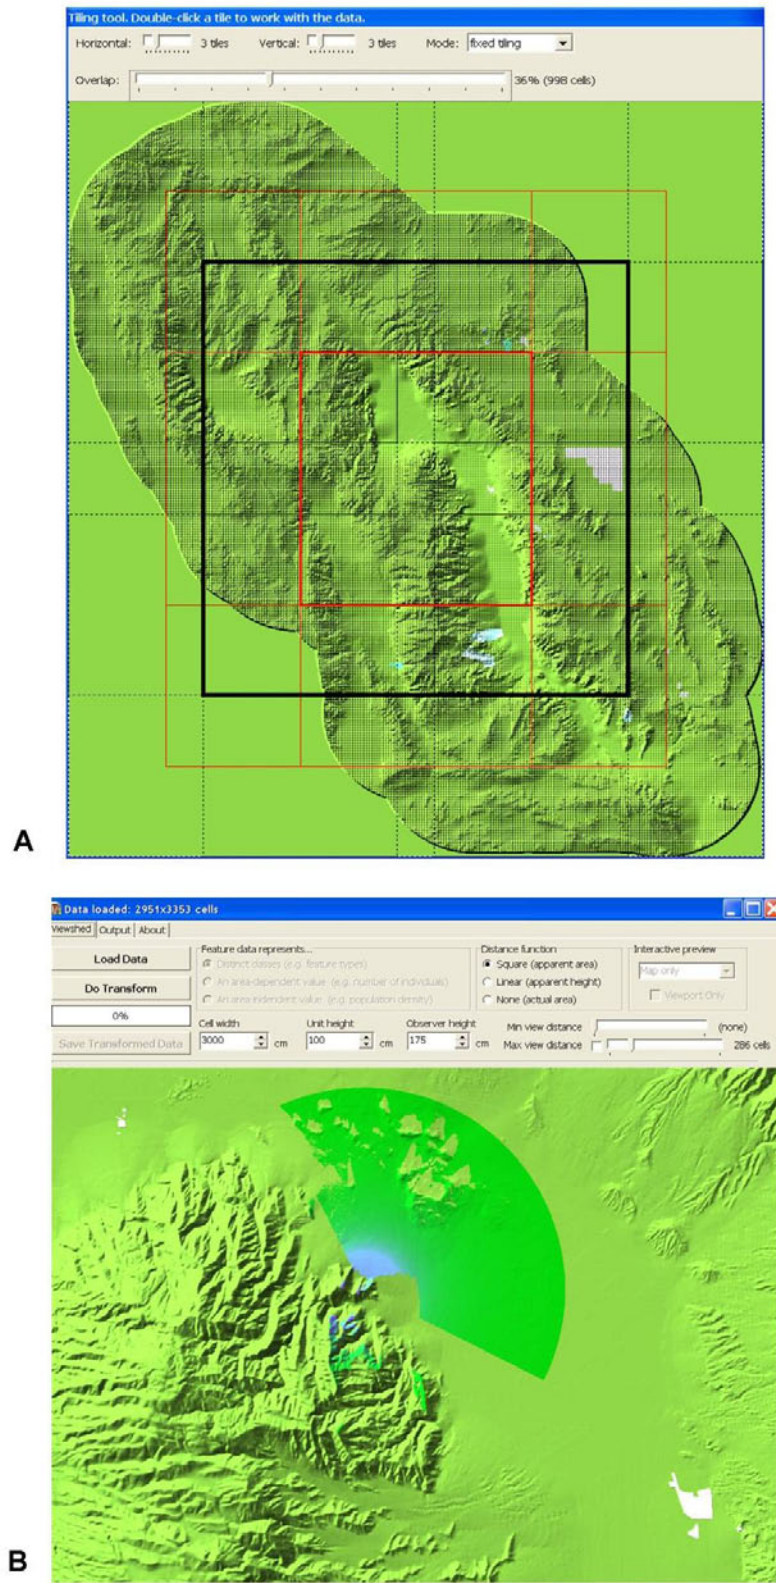 Tiling tool. Double-click a tile to work with the data.
Horizontal: 3 tiles Vertical: 3 tiles Mode: fixed tiling
Overlap: 36% (998 cells)
A
Data loaded: 2951x3353 cells
Viewshed Output About
Load Data
Do Transform
0%
Save Transformed Data
Feature data represents...
Distinct classes (e.g. feature types)
An area-dependent value (e.g. number of individuals)
An area indendent value (e.g. population density)
Distance function
Square (apparent area)
Linear (apparent height)
None (actual area)
Interactive preview
Map only
Viewport Only
Cell width Unit height Observer height Min view distance (none)
3000 cm 100 cm 175 cm Max view distance 286 cells
B